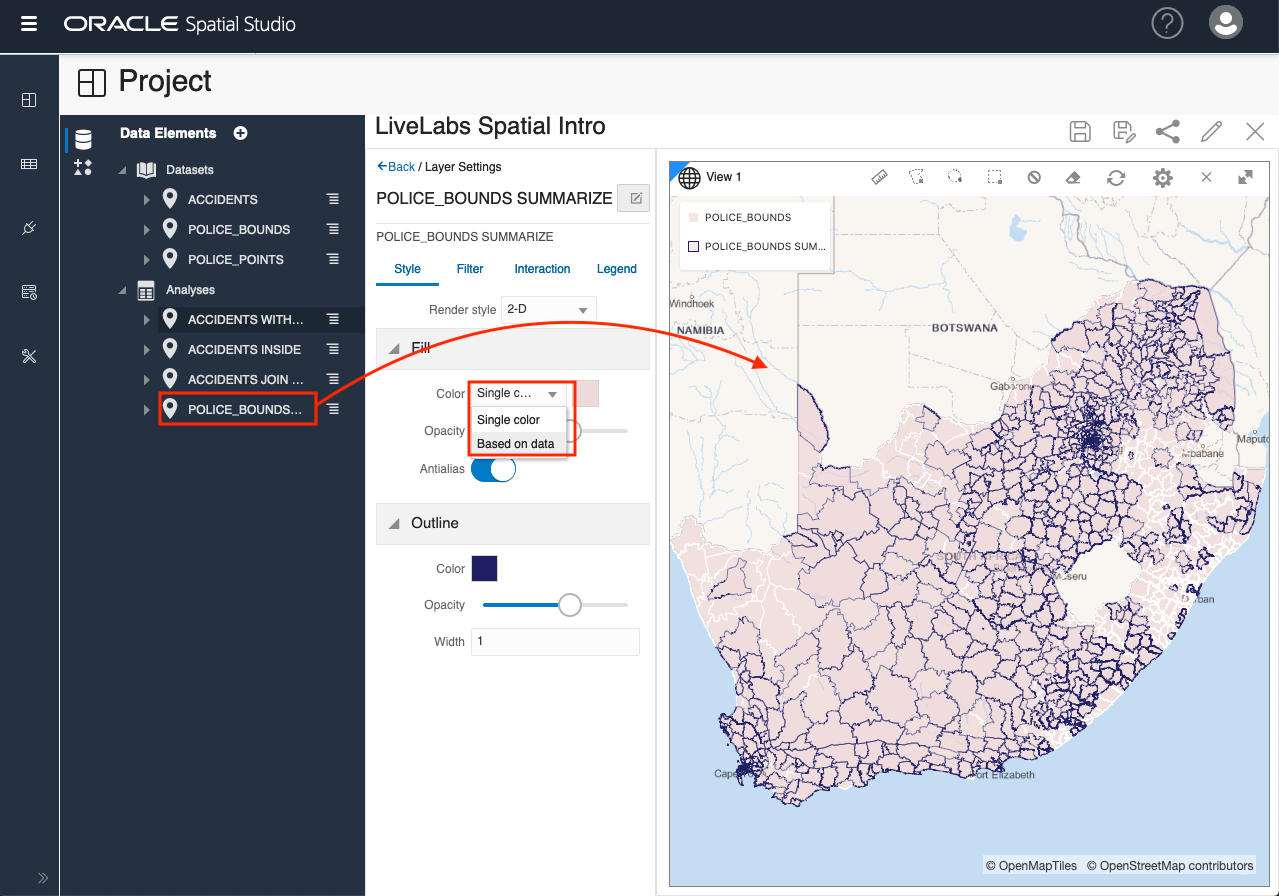 ORACLE Spatial Studio
Project
Data Elements
Datasets
ACCIDENTS
POLICE_BOUNDS
POLICE_POINTS
Analyses
ACCIDENTS WITH...
ACCIDENTS INSIDE
ACCIDENTS JOIN ...
POLICE_BOUNDS...
LiveLabs Spatial Intro
Back / Layer Settings
POLICE_BOUNDS SUMMARIZE
POLICE_BOUNDS SUMMARIZE
Style Filter Interaction Legend
Render style 2-D
Fill
Color Single c...
Single color
Based on data
Opacity
Antialias
Outline
Color
Opacity
Width 1
View 1
POLICE_BOUNDS
POLICE_BOUNDS SUM...
Windhoek
NAMIBIA
BOTSWANA
Gaborone
Maputo
Mbabane
SOUTH AFRICA
Maseru
Durban
Cape Town
Port Elizabeth
© OpenMapTiles © OpenStreetMap contributors